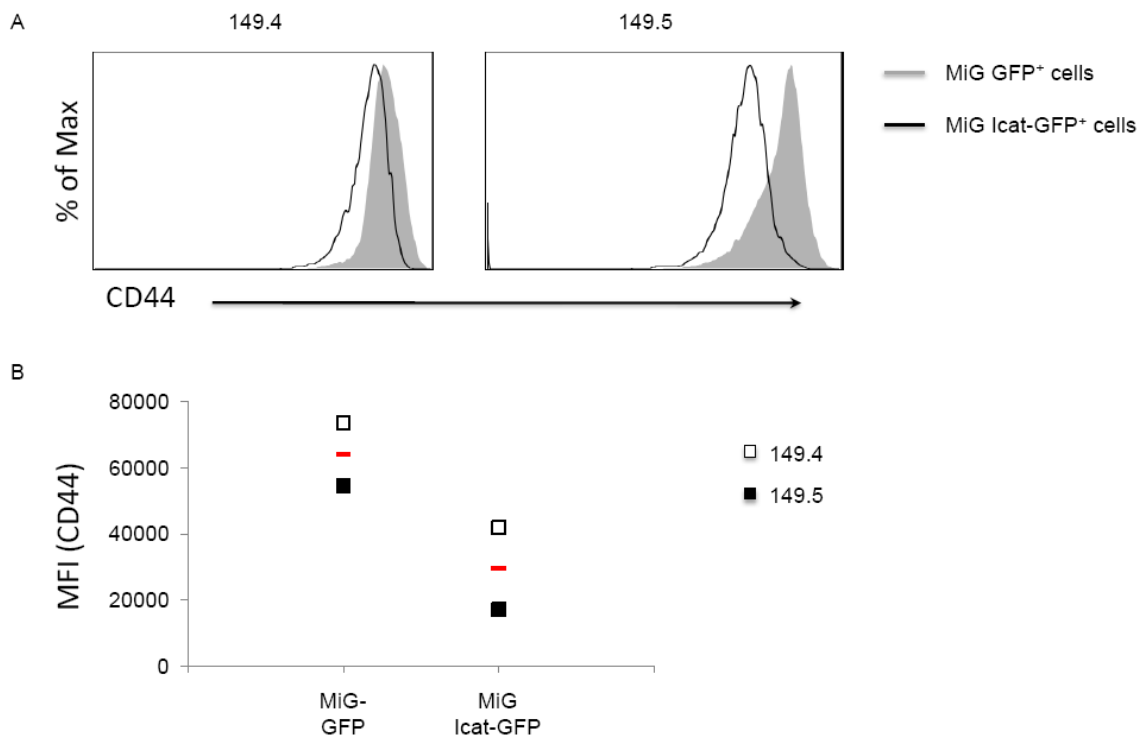 A
149.4
149.5
MiG GFP⁺ cells
MiG Icat-GFP⁺ cells
% of Max
CD44
B
80000
60000
40000
20000
0
MFI (CD44)
149.4
149.5
MiG-
GFP
MiG
Icat-GFP